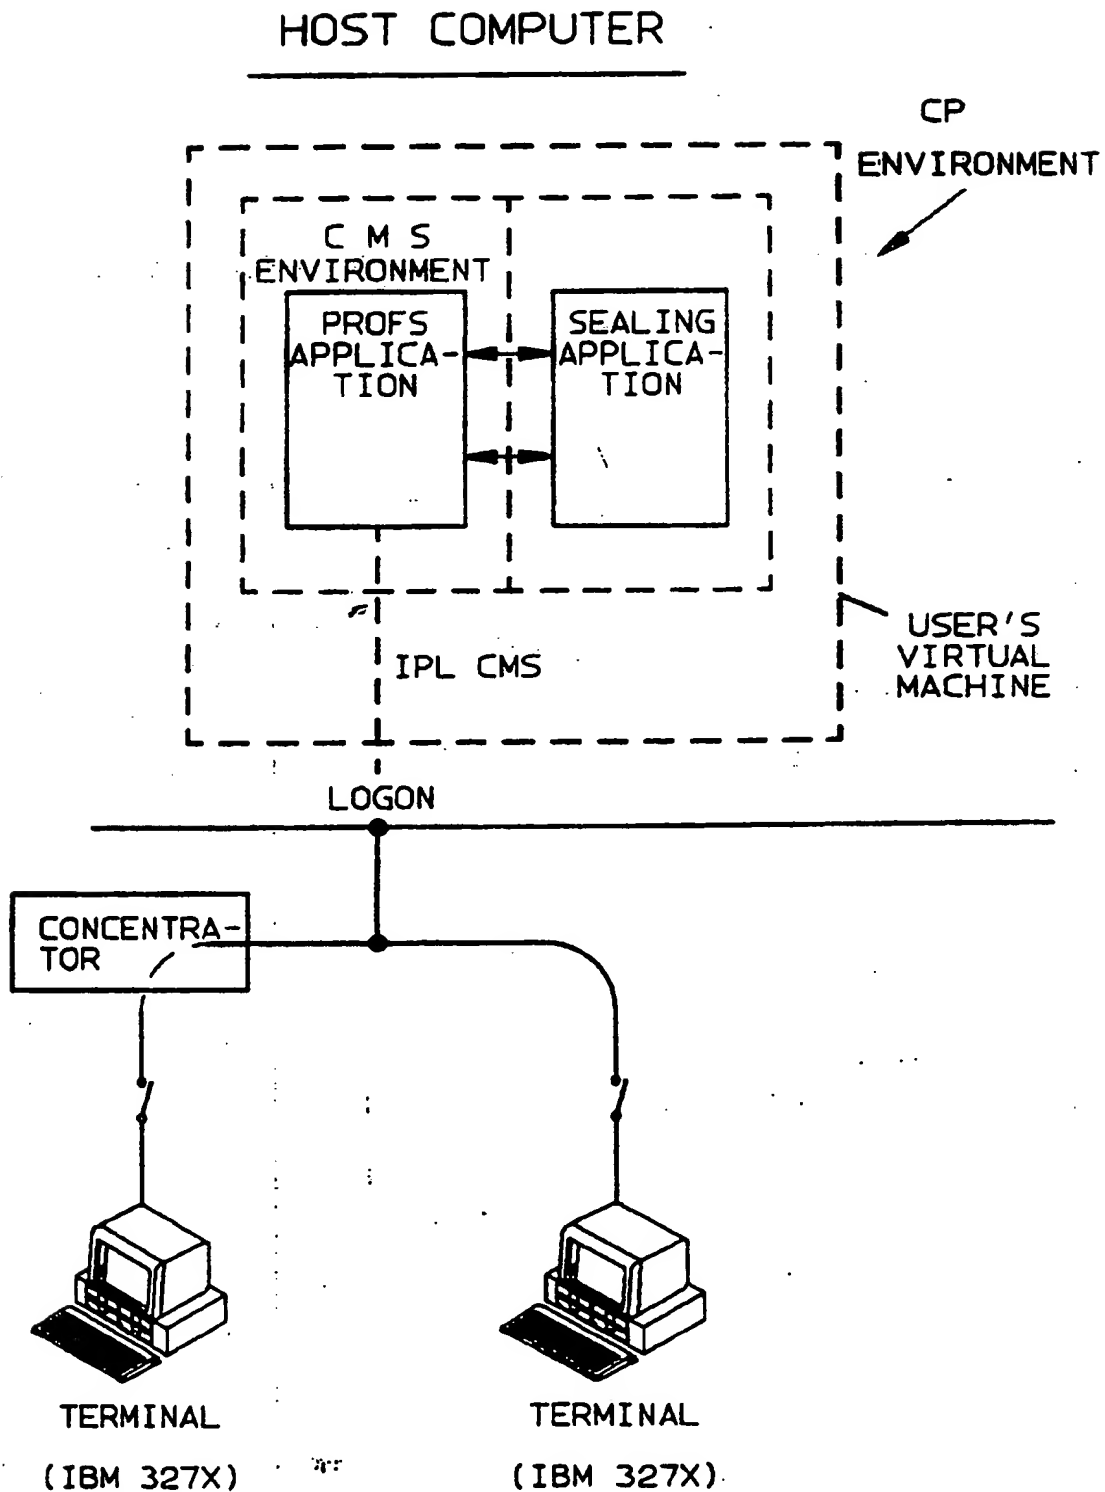 HOST COMPUTER
CP
ENVIRONMENT
C M S
ENVIRONMENT
PROFS
APPLICA-
TION
SEALING
APPLICA-
TION
USER'S
VIRTUAL
MACHINE
IPL CMS
LOGON
CONCENTRA-
TOR
TERMINAL
(IBM 327X)
TERMINAL
(IBM 327X)